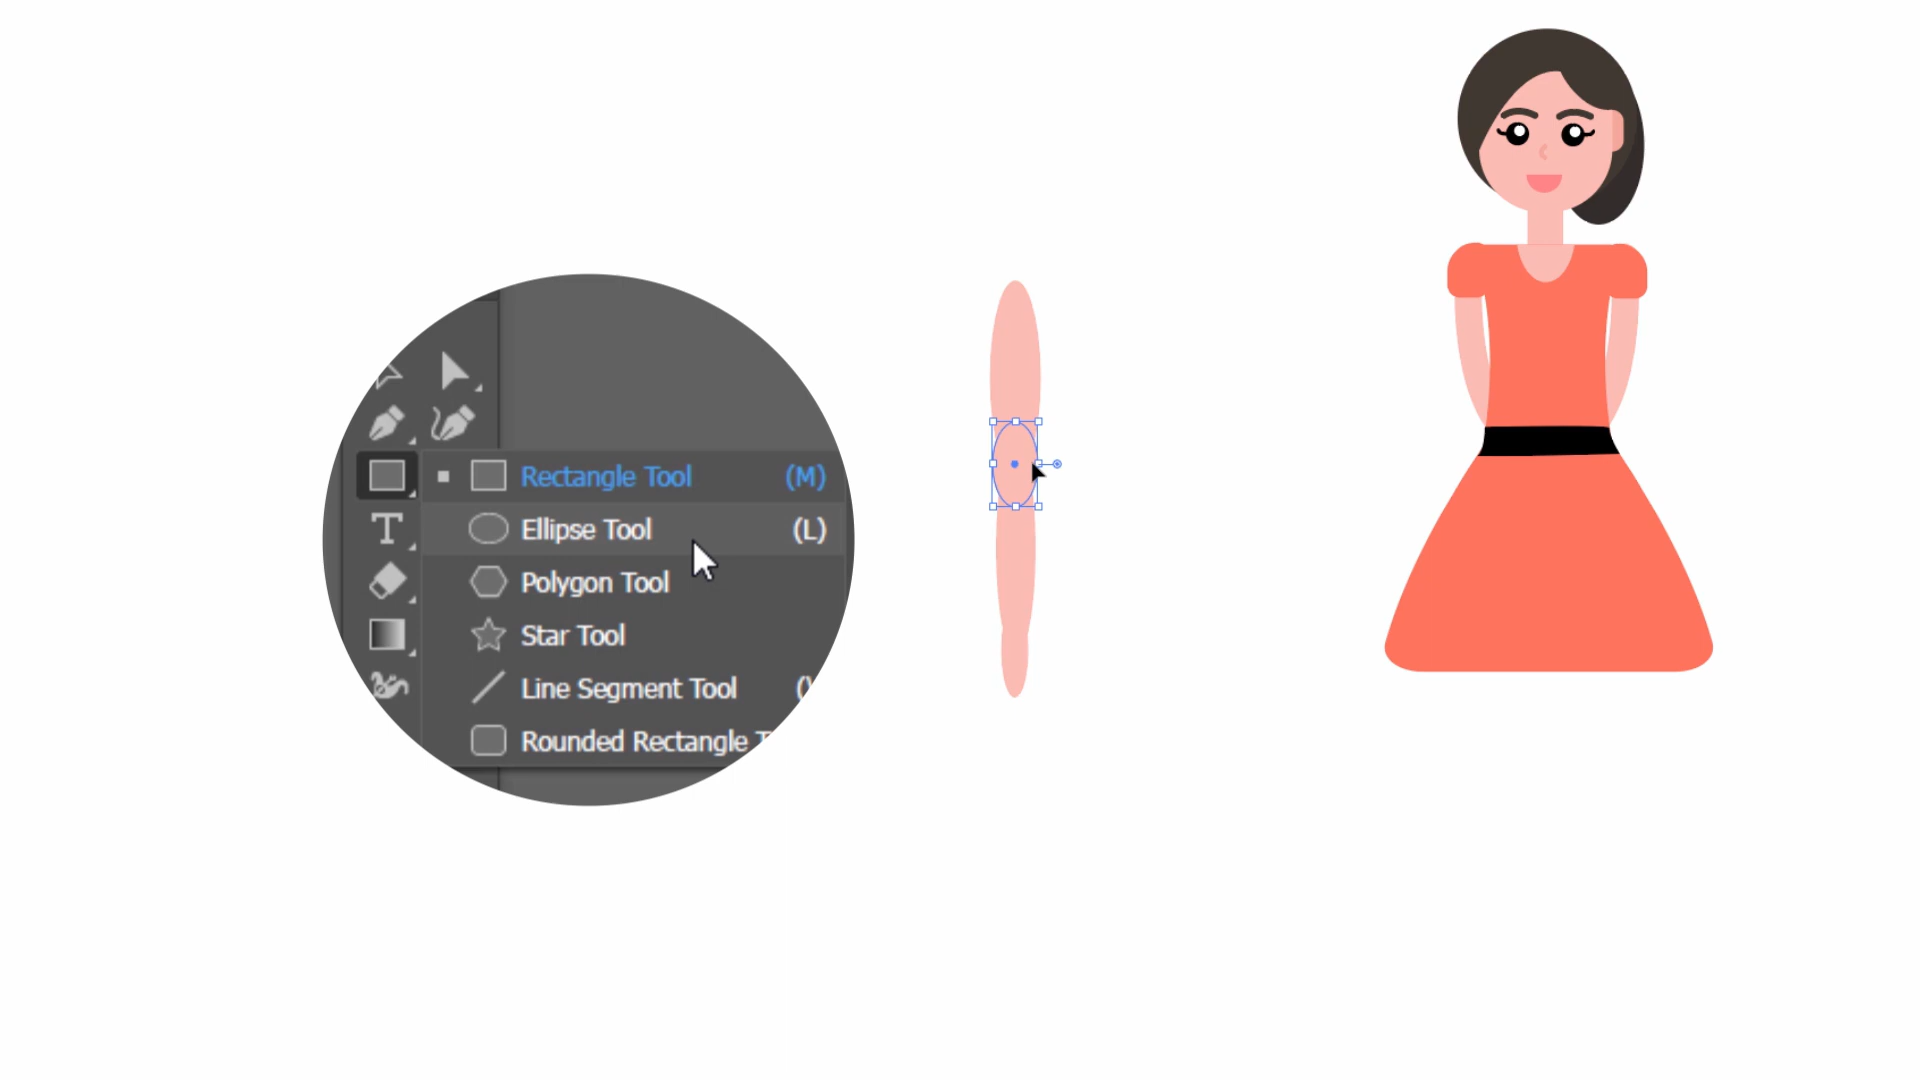 Rectangle Tool (M)
Ellipse Tool (L)
Polygon Tool
Star Tool
Line Segment Tool
Rounded Rectangle